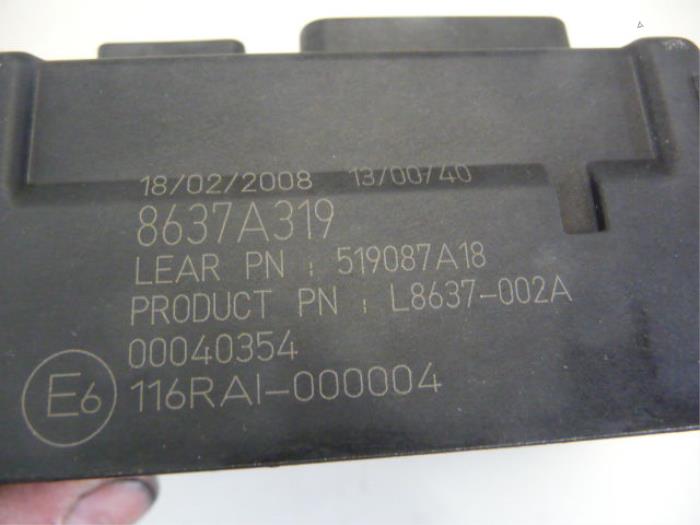 18/02/2008 13/00/40
8637A319
LEAR PN : 519087A18
PRODUCT PN : L8637-002A
00040354
E6 116RAI-000004